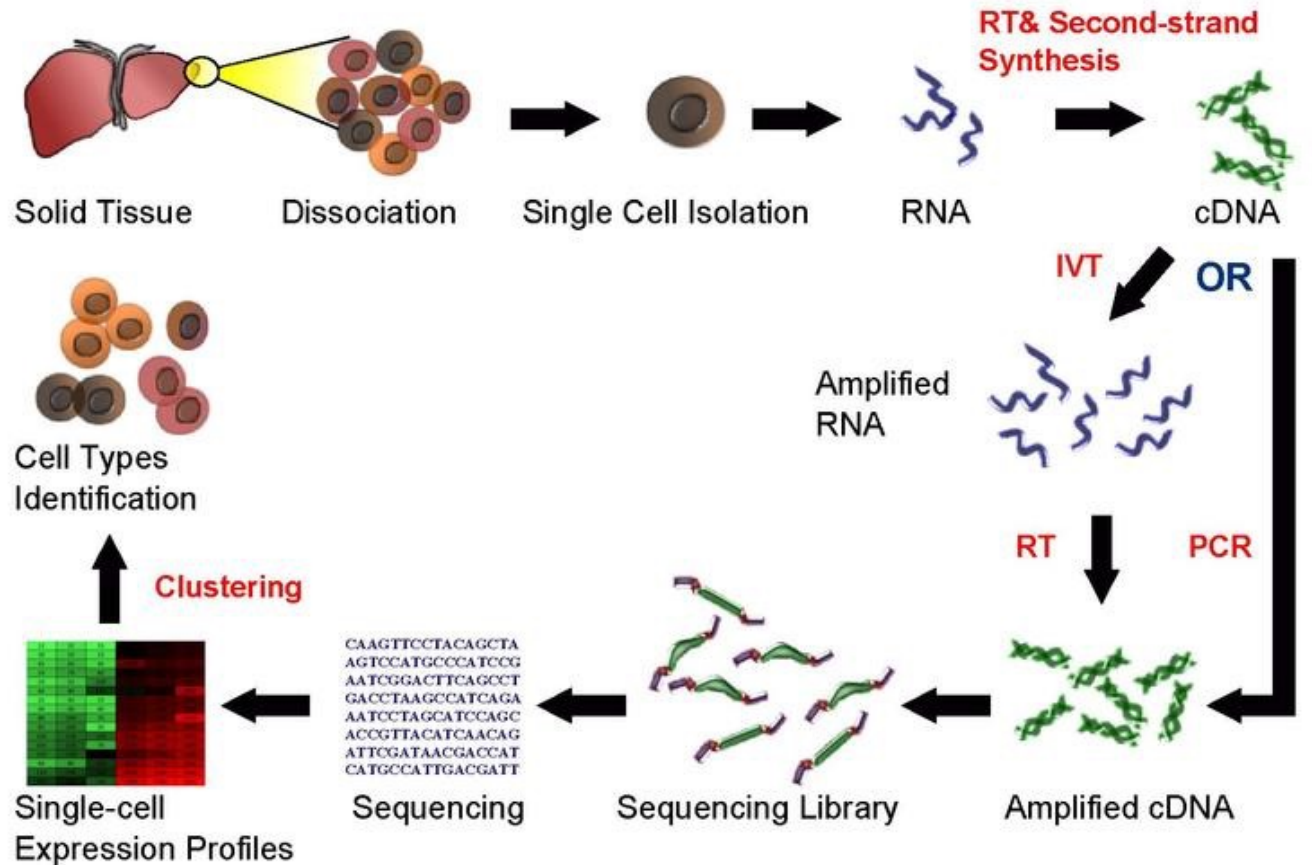 RT& Second-strand
Synthesis
Solid Tissue
Dissociation
Single Cell Isolation
RNA
cDNA
IVT
OR
Amplified
RNA
RT
PCR
Amplified cDNA
Sequencing Library
CAAGTTCCTACAGCTA
AGTCCATGCCCATCCG
AATCGGACTTCAGCCT
GACCTAAGCCATCAGA
AATCCTAGCATCCAGC
ACCGTTACATCAACAG
ATTCGATAACGACCAT
CATGCCATTGACGATT
Sequencing
Single-cell
Expression Profiles
Clustering
Cell Types
Identification